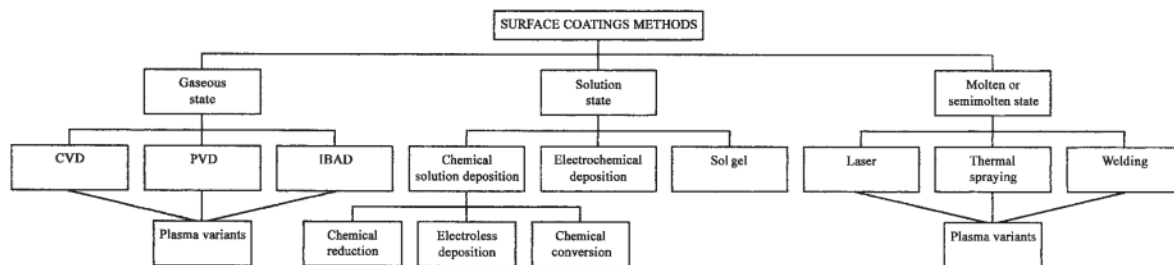 SURFACE COATINGS METHODS
Gaseous
state
Solution
state
Molten or
semimolten state
CVD
PVD
IBAD
Chemical
solution deposition
Electrochemical
deposition
Sol gel
Laser
Thermal
spraying
Welding
Plasma variants
Chemical
reduction
Electroless
deposition
Chemical
conversion
Plasma variants